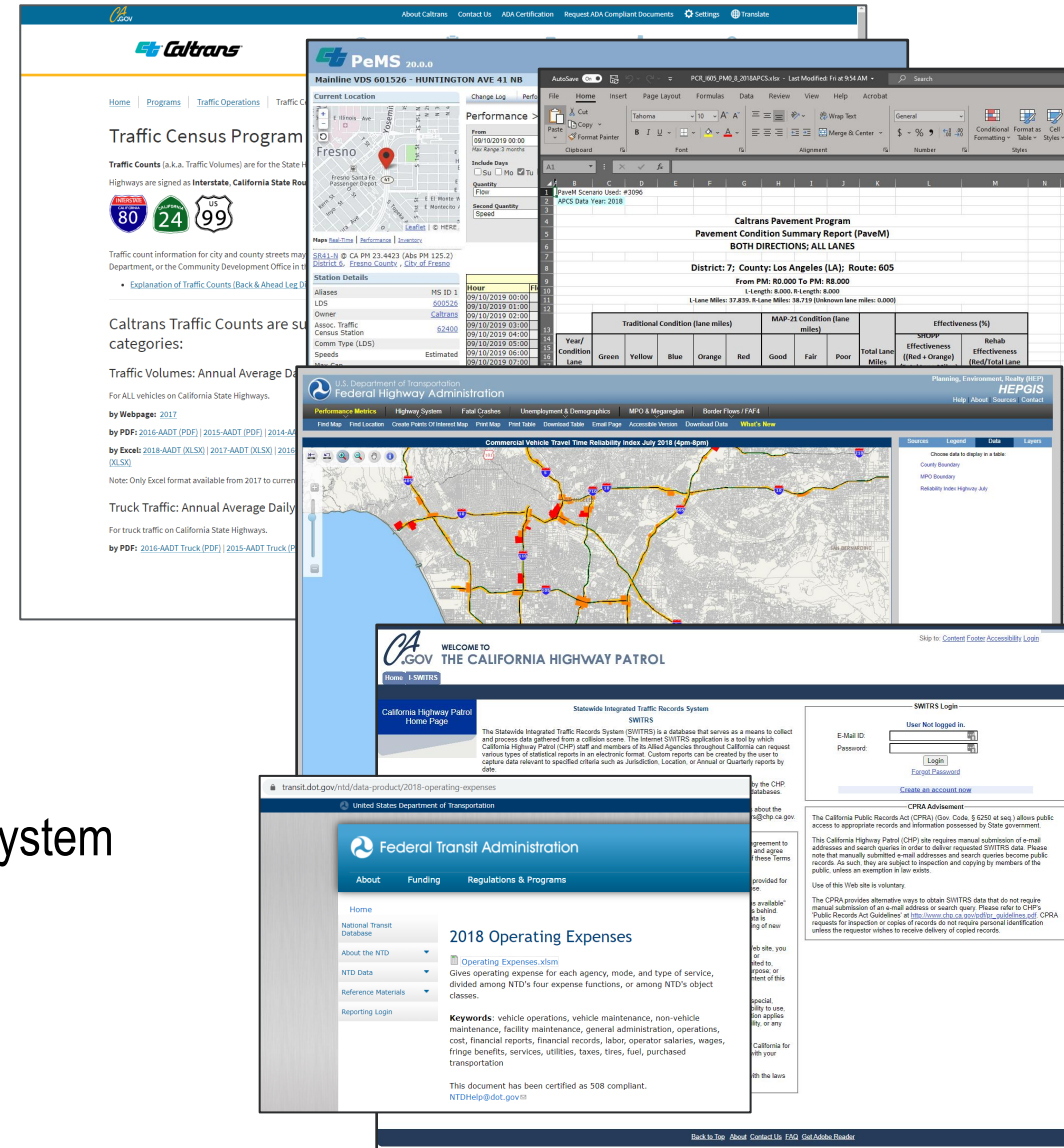 CA.GOV
About Caltrans Contact Us ADA Certification Request ADA Compliant Documents Settings Translate
Caltrans
Home | Programs | Traffic Operations | Traffic
Traffic Census Program
Traffic Counts (a.k.a. Traffic Volumes) are for the State
Highways are signed as Interstate, California State
INTERSTATE CALIFORNIA 80 CALIFORNIA 24 US 99
Traffic count information for city and county streets may
Department, or the Community Development Office in
Explanation of Traffic Counts (Back & Ahead Leg
Caltrans Traffic Counts are
categories:
Traffic Volumes: Annual Average
For ALL vehicles on California State Highways.
by Webpage: 2017
by PDF: 2016-AADT (PDF) | 2015-AADT (PDF) |
by Excel: 2018-AADT (XLSX) | 2017-AADT (XLSX) |
(XLSX)
Note: Only Excel format available from 2017 to
Truck Traffic: Annual Average Daily
For truck traffic on California State Highways.
by PDF: 2016-AADT Truck (PDF) | 2015-AADT Truck
PeMS 20.0.0
Mainline VDS 601526 - HUNTINGTON AVE 41 NB
Current Location
Fresno
Fresno Santa Fe
Passenger Depot
Leaflet | © HERE
Maps Real-Time | Performance | Inventory
SR41-N @ CA PM 23.4423 (Abs PM 125.2)
District 6, Fresno County , City of Fresno
Station Details
Aliases MS ID 1
LDS 600526
Owner Caltrans
Assoc. Traffic
Census Station 62400
Comm Type (LDS)
Speeds Estimated
Change Log
Performance >
From
09/10/2019 00:00
Max Range 3 months
Include Days
Su Mo Tu
Quantity
Flow
Second Quantity
Speed
Hour
09/10/2019 00:00
09/10/2019 01:00
09/10/2019 02:00
09/10/2019 03:00
09/10/2019 04:00
09/10/2019 05:00
09/10/2019 06:00
09/10/2019 07:00
AutoSave On PCR_I605_PM0_8_2018APCS.xlsx - Last Modified: Fri at 9:54 AM Search
File Home Insert Page Layout Formulas Data Review View Help Acrobat
Paste Cut Copy Format Painter Tahoma 10 Wrap Text Merge & Center General Conditional Formatting Format as Table Cell Styles
Clipboard Font Alignment Number Styles
A1
B C D E F G H I J K L M N
PaveM Scenario Used: #3096
APCS Data Year: 2018
Caltrans Pavement Program
Pavement Condition Summary Report (PaveM)
BOTH DIRECTIONS; ALL LANES
District: 7; County: Los Angeles (LA); Route: 605
From PM: R0.000 To PM: R8.000
L-Length: 8.000, R-Length: 8.000
L-Lane Miles: 37.839, R-Lane Miles: 38.719 (Unknown lane miles: 0.000)
Traditional Condition (lane miles) MAP-21 Condition (lane miles) Effectiveness (%)
Year/ Condition Lane Green Yellow Blue Orange Red Good Fair Poor Total Lane Miles SHOPP Effectiveness ((Red + Orange) Rehab Effectiveness (Red/Total Lane
U.S. Department of Transportation
Federal Highway Administration
Planning, Environment, Realty (HEP)
HEPGIS
Help About Sources Contact
Performance Metrics Highway System Fatal Crashes Unemployment & Demographics MPO & Megaregion Border Flows / FAF4
Find Map Find Location Create Points Of Interest Map Print Map Print Table Download Table Email Page Accessible Version Download Data What's New
Commercial Vehicle Travel Time Reliability Index July 2018 (4pm-8pm)
Sources Legend Data Layers
Choose data to display in a table:
County Boundary
MPO Boundary
Reliability Index Highway July
SAN BERNARDINO
CA.GOV
WELCOME TO
THE CALIFORNIA HIGHWAY PATROL
Skip to: Content Footer Accessibility Login
Home I-SWITRS
California Highway Patrol
Home Page
Statewide Integrated Traffic Records System
SWITRS
The Statewide Integrated Traffic Records System (SWITRS) is a database that serves as a means to collect
and process data gathered from a collision scene. The Internet SWITRS application is a tool by which
California Highway Patrol (CHP) staff and members of its Allied Agencies throughout California can request
various types of statistical reports in an electronic format. Custom reports can be created by the user to
capture data relevant to specified criteria such as Jurisdiction, Location, or Annual or Quarterly reports by
date.
by the CHP.
databases.
about the
SWITRS Login
User Not logged in.
E-Mail ID:
Password:
Login
Forgot Password
Create an account now
CPRA Advisement
The California Public Records Act (CPRA) (Gov. Code, § 6250 et seq.) allows public
access to appropriate records and information possessed by State government.
This California Highway Patrol (CHP) site requires manual submission of e-mail
addresses and search queries in order to deliver requested SWITRS data. Please
note that manually submitted e-mail addresses and search queries become public
records. As such, they are subject to inspection and copying by members of the
public, unless an exemption in law exists.
Use of this Web site is voluntary.
The CPRA provides alternative ways to obtain SWITRS data that do not require
manual submission of an e-mail address or search query. Please refer to CHP's
'Public Records Act Guidelines' at http://www.chp.ca.gov/pdf/pr_guidelines.pdf. CPRA
requests for inspection or copies of records do not require personal identification
unless the requestor wishes to receive delivery of copied records.
ystem
transit.dot.gov/ntd/data-product/2018-operating-expenses
United States Department of Transportation
Federal Transit Administration
About Funding Regulations & Programs
Home
National Transit
Database
About the NTD
NTD Data
Reference Materials
Reporting Login
2018 Operating Expenses
Operating Expenses.xlsm
Gives operating expense for each agency, mode, and type of service,
divided among NTD's four expense functions, or among NTD's object
classes.
Keywords: vehicle operations, vehicle maintenance, non-vehicle
maintenance, facility maintenance, general administration, operations,
cost, financial reports, financial records, labor, operator salaries, wages,
fringe benefits, services, utilities, taxes, tires, fuel, purchased
transportation
This document has been certified as 508 compliant.
NTDHelp@dot.gov
Back to Top About Contact Us FAQ Get Adobe Reader